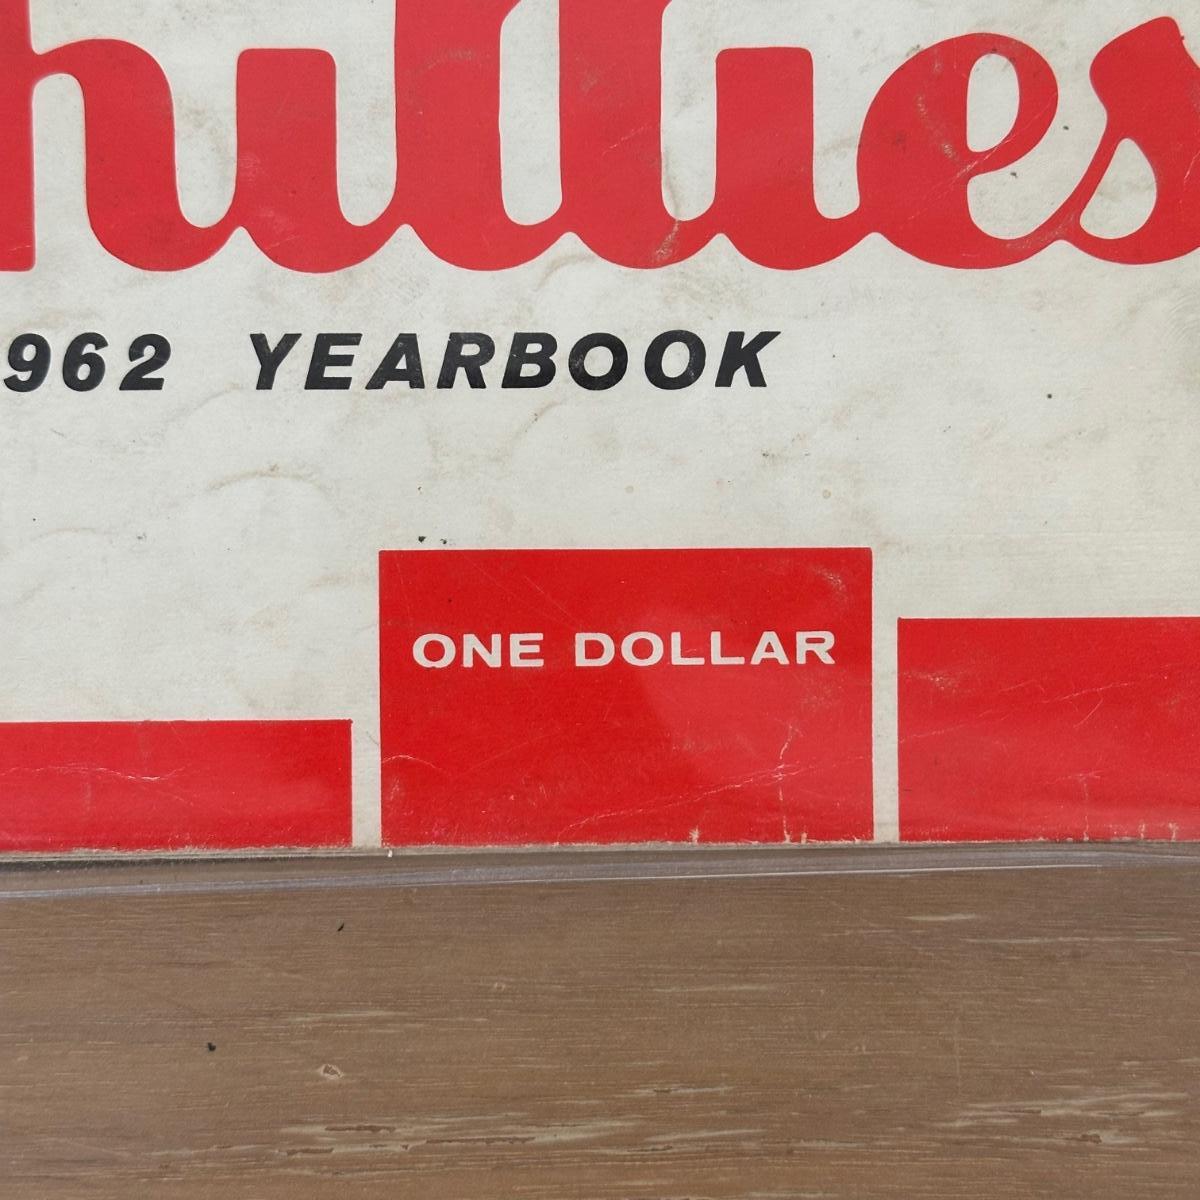 hillies
962 YEARBOOK
ONE DOLLAR